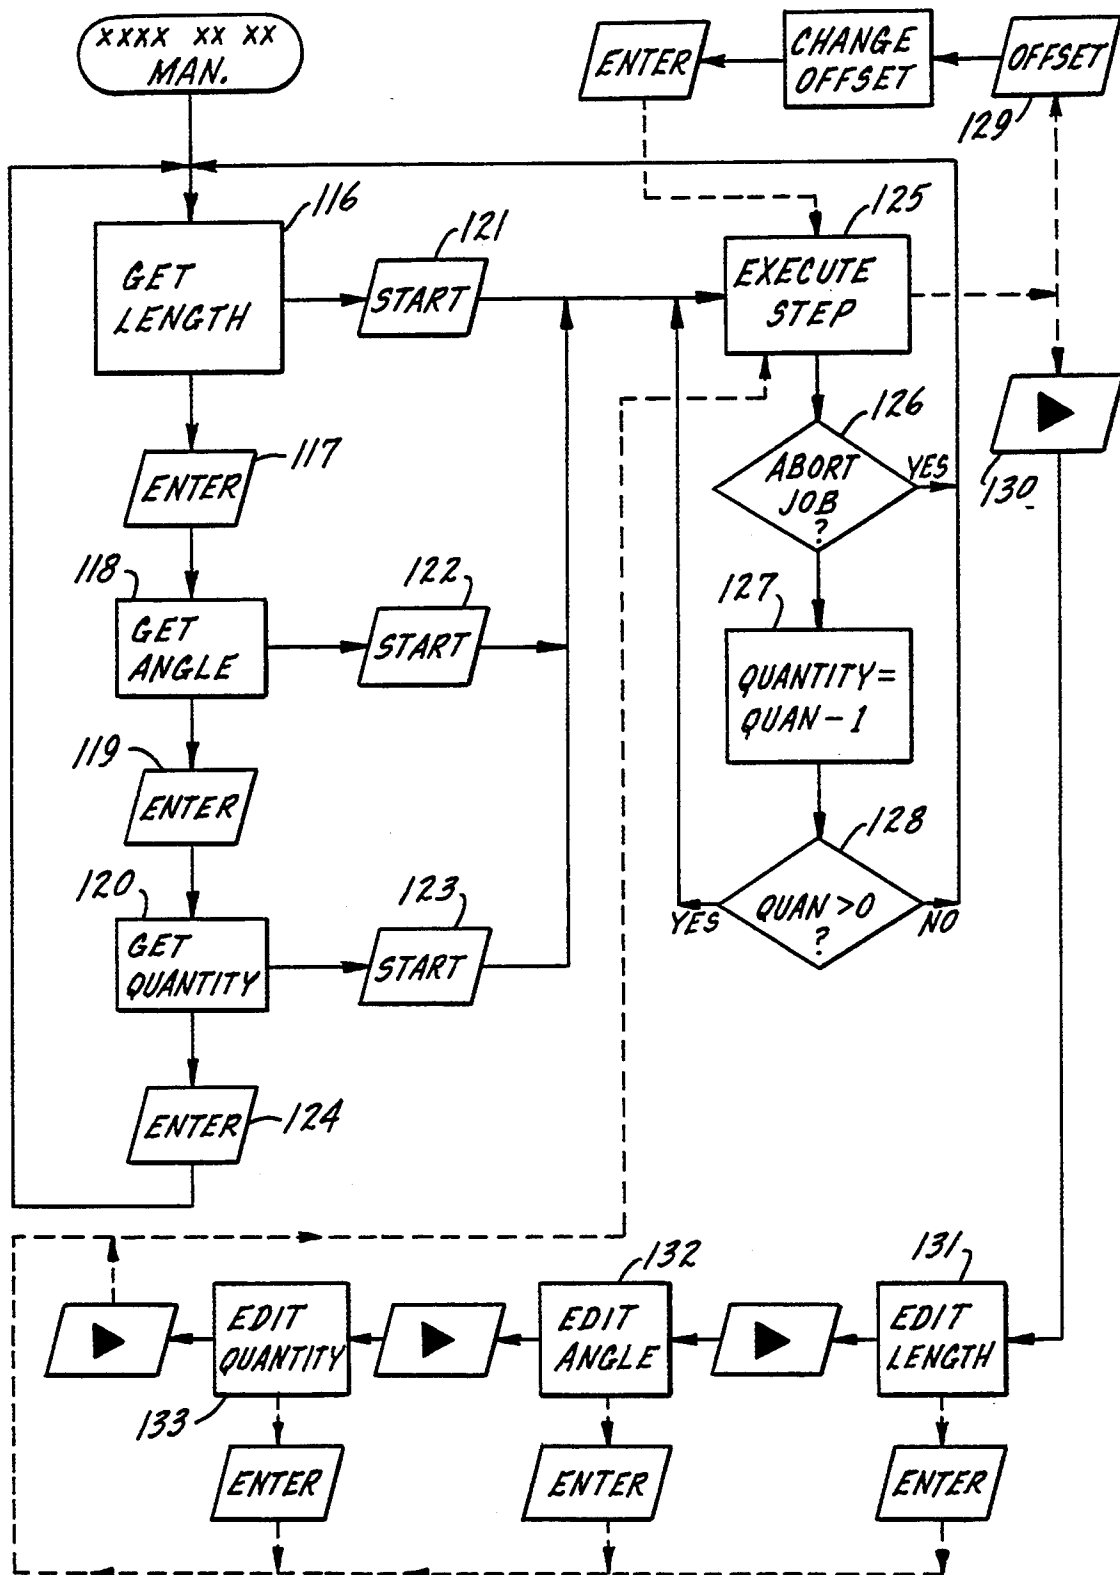 xxxx xx xx
MAN.
ENTER
CHANGE
OFFSET
OFFSET
129
116
GET
LENGTH
121
START
125
EXECUTE
STEP
117
ENTER
126
ABORT
JOB
?
YES
130
118
GET
ANGLE
122
START
127
QUANTITY =
QUAN - 1
119
ENTER
128
QUAN >0
?
YES
NO
120
GET
QUANTITY
123
START
ENTER
124
133
EDIT
QUANTITY
132
EDIT
ANGLE
131
EDIT
LENGTH
ENTER
ENTER
ENTER